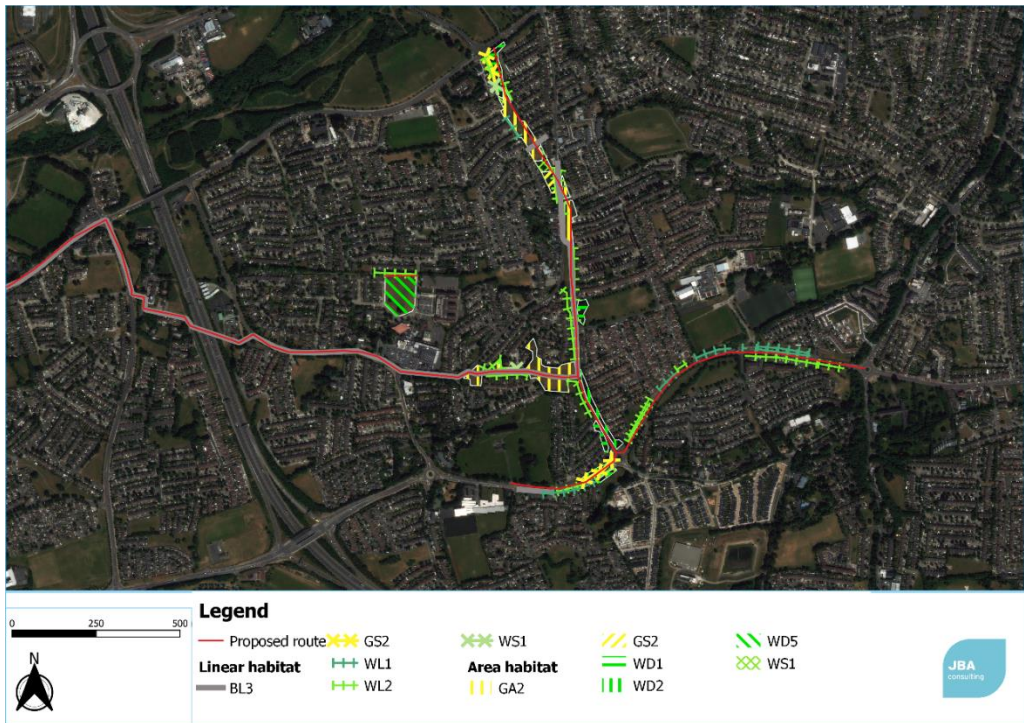 Legend
0 250 500
N
Proposed route
Linear habitat
BL3
GS2
WL1
WL2
WS1
Area habitat
GA2
GS2
WD1
WD2
WD5
WS1
JBA
consulting